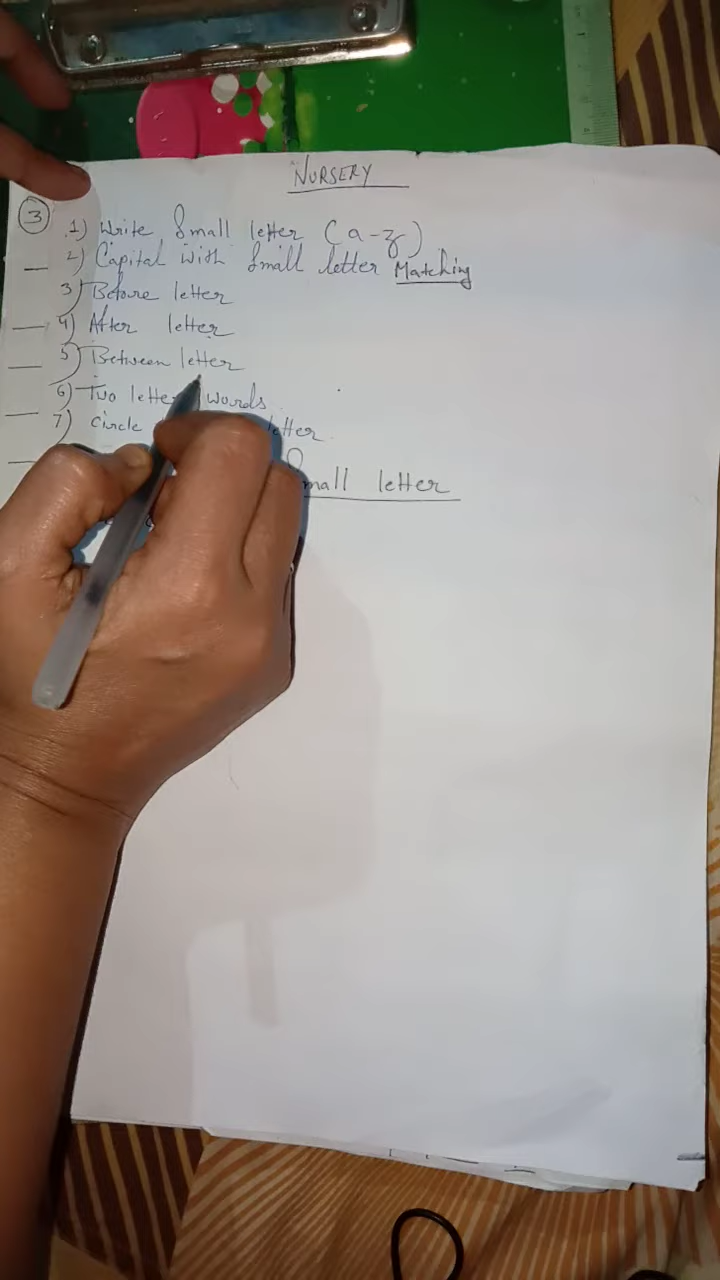 NURSERY
3
1) Write Small letter (a-z)
2) Capital with Small letter Matching
3) Before letter
4) After letter
5) Between letter
6) Two letter words.
7) Circle letter.
Small letter